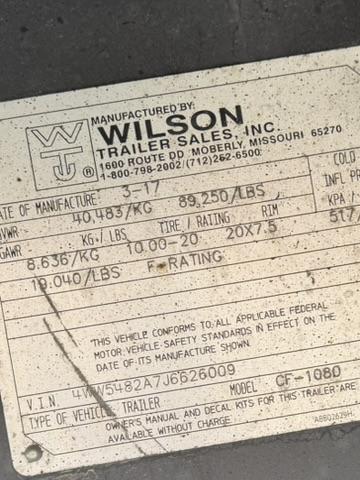 MANUFACTURED BY:
WILSON
TRAILER SALES, INC.
1600 ROUTE DD MOBERLY, MISSOURI 65270
1-800-798-2002/(712)262-6500
W T ®
ATE OF MANUFACTURE 3-17
COLD
GVWR 40,483/KG 89,250/LBS
INFL PR
GAWR KG./LBS TIRE / RATING RIM
KPA /
8.636/KG 10.00-20 20X7.5 517
19.040/LBS F-RATING
THIS VEHICLE CONFORMS TO ALL APPLICABLE FEDERAL
MOTOR VEHICLE SAFETY STANDARDS IN EFFECT ON THE
DATE OF ITS MANUFACTURE SHOWN.
V.I.N. 5482A7J6626009 MODEL CF-1080
TYPE OF VEHICLE TRAILER
OWNER'S MANUAL AND DECAL KITS FOR THIS TRAILER ARE
AVAILABLE WITHOUT CHARGE